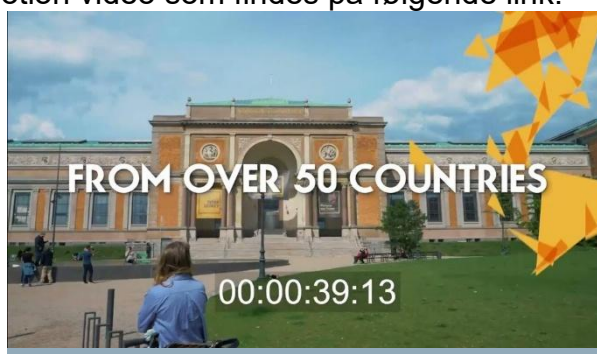 video som findes på følgende link.
FROM OVER 50 COUNTRIES
00:00:39:13